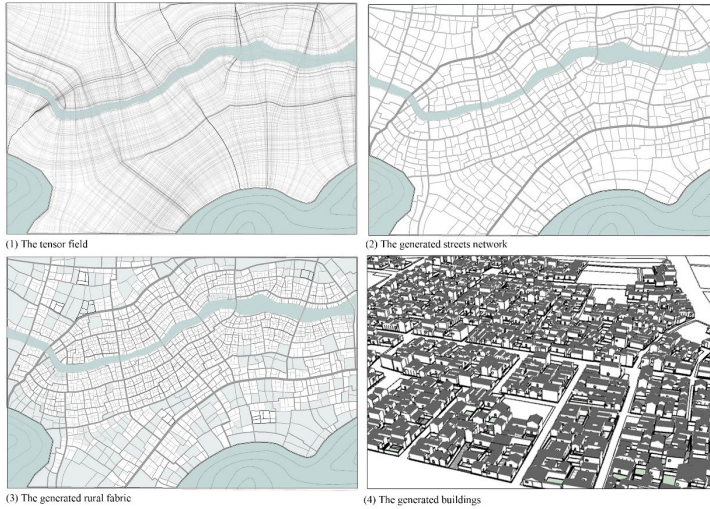 (1) The tensor field
(2) The generated streets network
(3) The generated rural fabric
(4) The generated buildings